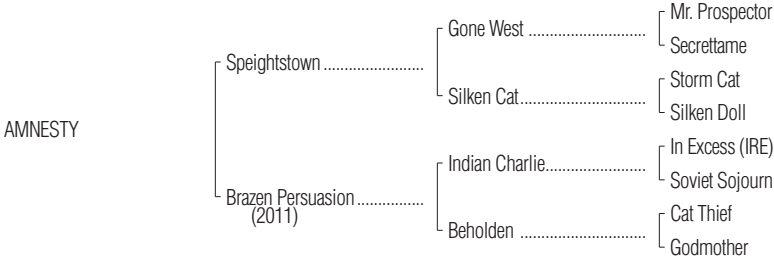 Mr. Prospector
Gone West ..............................
Secrettame
Speightstown .........................
Storm Cat
Silken Cat................................
Silken Doll
AMNESTY
In Excess (IRE)
Indian Charlie.........................
Soviet Sojourn
Brazen Persuasion ................
(2011)
Cat Thief
Beholden ................................
Godmother